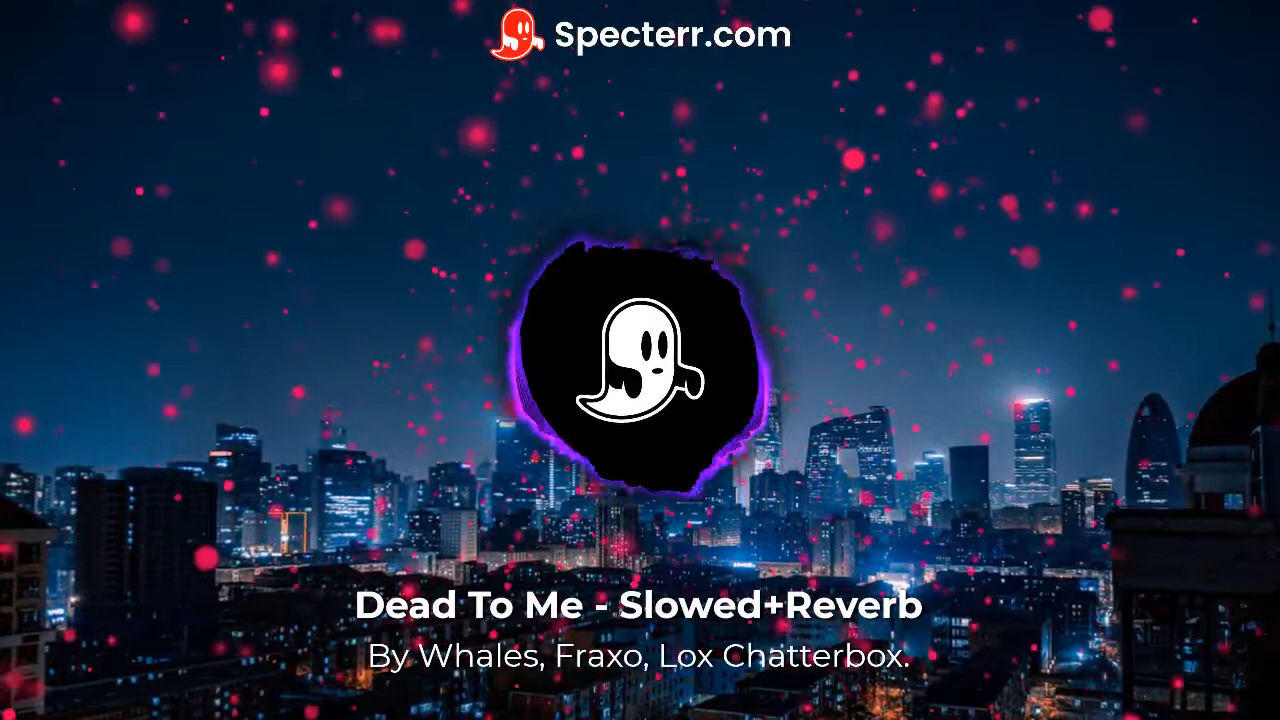 Specterr.com
Dead To Me - Slowed+Reverb
By Whales, Fraxo, Lox Chatterbox.